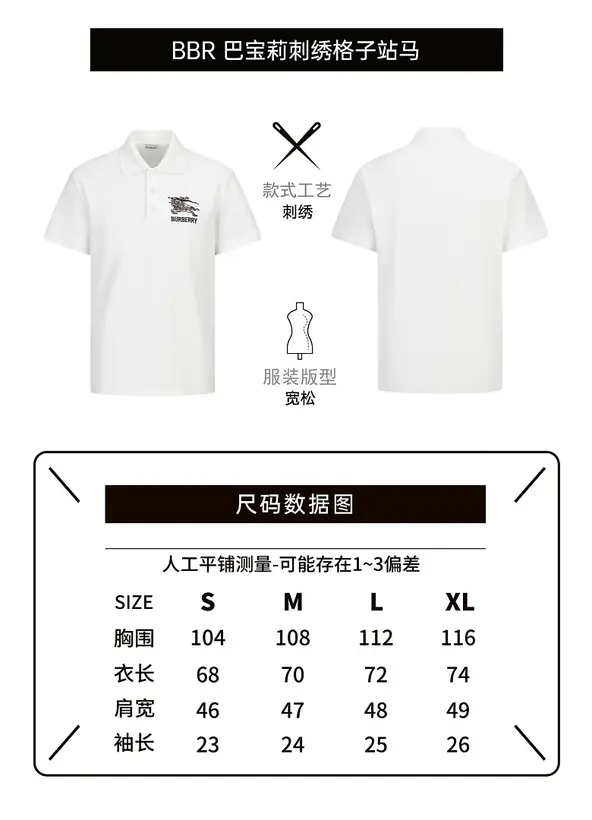 BBR 巴宝莉刺绣格子站马
款式工艺
刺绣
BURBERRY
服装版型
宽松
尺码数据图
人工平铺测量-可能存在1~3偏差
SIZE S M L XL
胸围 104 108 112 116
衣长 68 70 72 74
肩宽 46 47 48 49
袖长 23 24 25 26